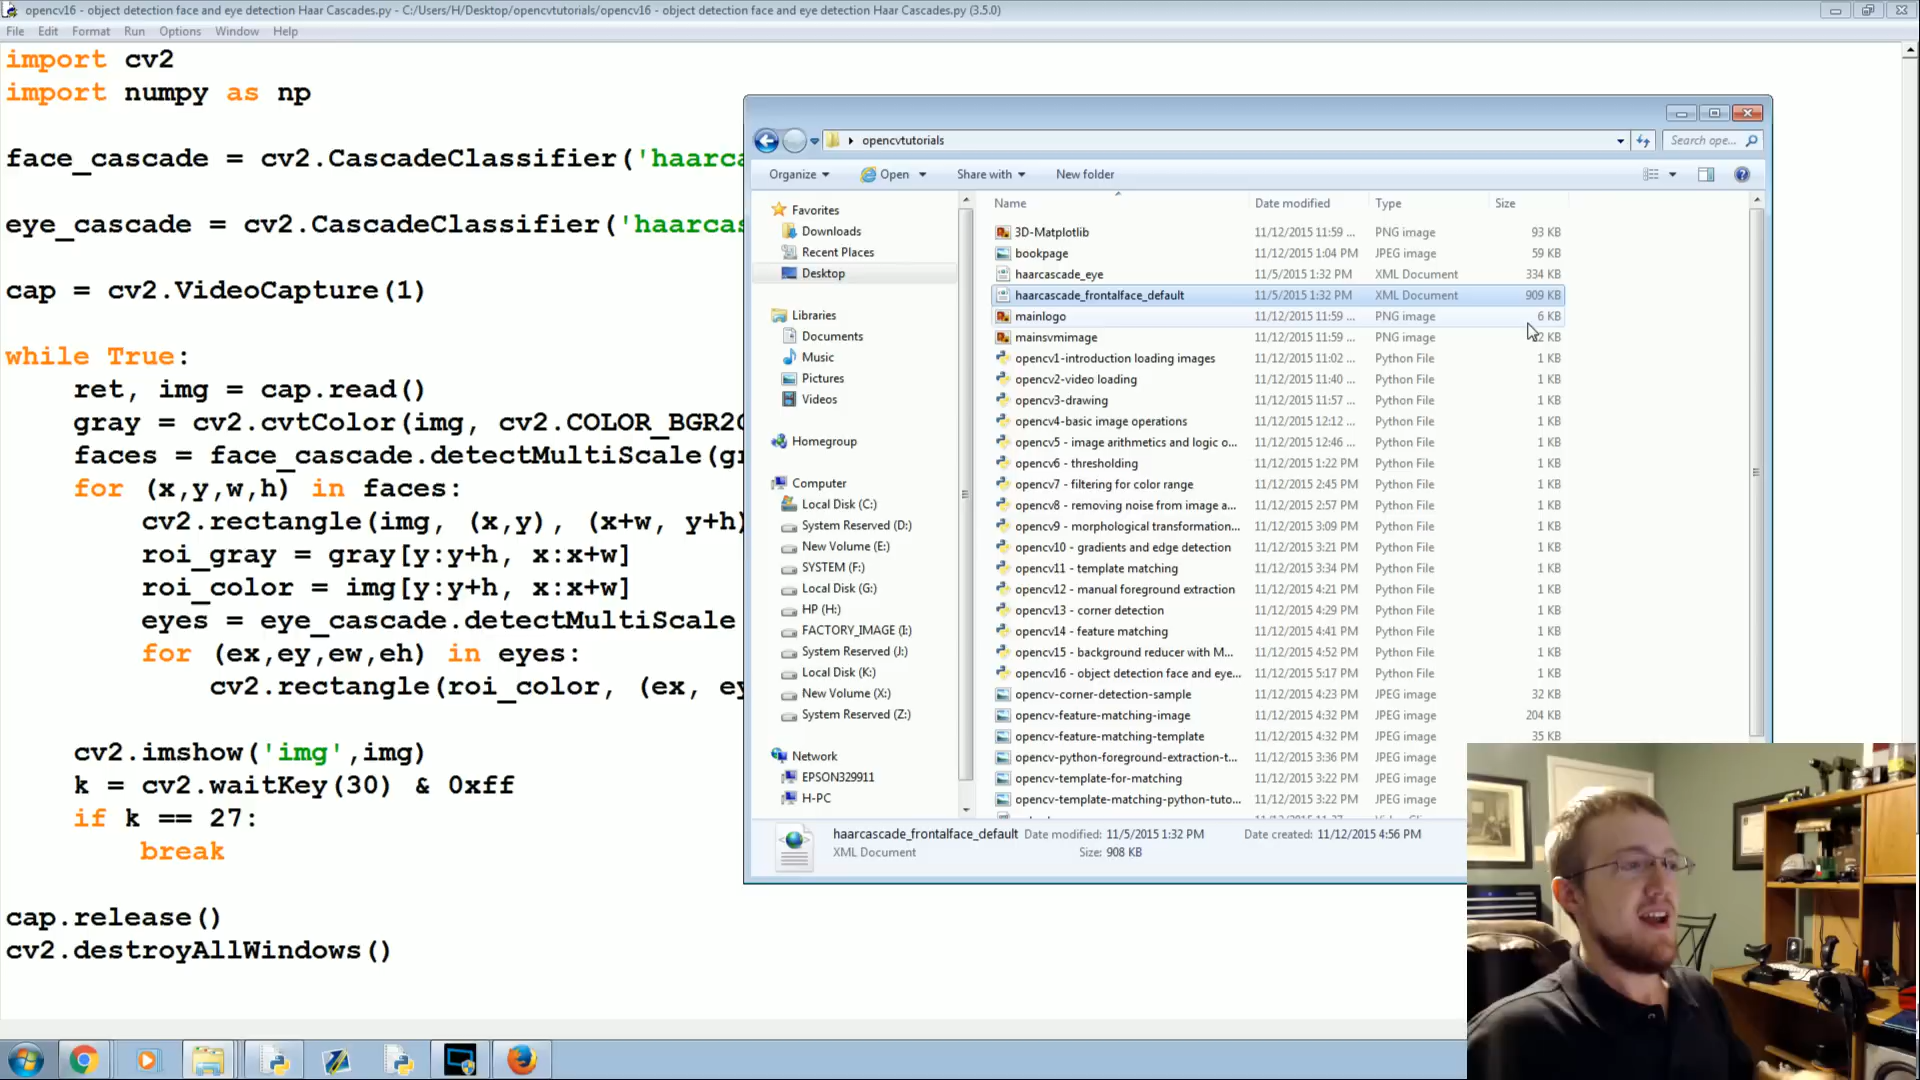 opencv16 - object detection face and eye detection Haar Cascades.py - C:/Users/H/Desktop/opencvtutorials/opencv16 - object detection face and eye detection Haar Cascades.py (3.5.0)
File Edit Format Run Options Window Help
import cv2
import numpy as np
face_cascade = cv2.CascadeClassifier('haarca
eye_cascade = cv2.CascadeClassifier('haarcas
cap = cv2.VideoCapture(1)
while True:
ret, img = cap.read()
gray = cv2.cvtColor(img, cv2.COLOR_BGR2G
faces = face_cascade.detectMultiScale(gr
for (x,y,w,h) in faces:
cv2.rectangle(img, (x,y), (x+w, y+h)
roi_gray = gray[y:y+h, x:x+w]
roi_color = img[y:y+h, x:x+w]
eyes = eye_cascade.detectMultiScale
for (ex,ey,ew,eh) in eyes:
cv2.rectangle(roi_color, (ex, ey
cv2.imshow('img',img)
k = cv2.waitKey(30) & 0xff
if k == 27:
break
cap.release()
cv2.destroyAllWindows()
opencvtutorials
Search ope...
Organize Open Share with New folder
Favorites
Downloads
Recent Places
Desktop
Libraries
Documents
Music
Pictures
Videos
Homegroup
Computer
Local Disk (C:)
System Reserved (D:)
New Volume (E:)
SYSTEM (F:)
Local Disk (G:)
HP (H:)
FACTORY_IMAGE (I:)
System Reserved (J:)
Local Disk (K:)
New Volume (X:)
System Reserved (Z:)
Network
EPSON329911
H-PC
Name Date modified Type Size
3D-Matplotlib 11/12/2015 11:59 ... PNG image 93 KB
bookpage 11/12/2015 1:04 PM JPEG image 59 KB
haarcascade_eye 11/5/2015 1:32 PM XML Document 334 KB
haarcascade_frontalface_default 11/5/2015 1:32 PM XML Document 909 KB
mainlogo 11/12/2015 11:59 ... PNG image 6 KB
mainsvmimage 11/12/2015 11:59 ... PNG image 2 KB
opencv1-introduction loading images 11/12/2015 11:02 ... Python File 1 KB
opencv2-video loading 11/12/2015 11:40 ... Python File 1 KB
opencv3-drawing 11/12/2015 11:57 ... Python File 1 KB
opencv4-basic image operations 11/12/2015 12:12 ... Python File 1 KB
opencv5 - image arithmetics and logic o... 11/12/2015 12:46 ... Python File 1 KB
opencv6 - thresholding 11/12/2015 1:22 PM Python File 1 KB
opencv7 - filtering for color range 11/12/2015 2:45 PM Python File 1 KB
opencv8 - removing noise from image a... 11/12/2015 2:57 PM Python File 1 KB
opencv9 - morphological transformation... 11/12/2015 3:09 PM Python File 1 KB
opencv10 - gradients and edge detection 11/12/2015 3:21 PM Python File 1 KB
opencv11 - template matching 11/12/2015 3:34 PM Python File 1 KB
opencv12 - manual foreground extraction 11/12/2015 4:21 PM Python File 1 KB
opencv13 - corner detection 11/12/2015 4:29 PM Python File 1 KB
opencv14 - feature matching 11/12/2015 4:41 PM Python File 1 KB
opencv15 - background reducer with M... 11/12/2015 4:52 PM Python File 1 KB
opencv16 - object detection face and eye... 11/12/2015 5:17 PM Python File 1 KB
opencv-corner-detection-sample 11/12/2015 4:23 PM JPEG image 32 KB
opencv-feature-matching-image 11/12/2015 4:32 PM JPEG image 204 KB
opencv-feature-matching-template 11/12/2015 4:32 PM JPEG image 35 KB
opencv-python-foreground-extraction-t... 11/12/2015 3:36 PM JPEG image
opencv-template-for-matching 11/12/2015 3:22 PM JPEG image
opencv-template-matching-python-tuto... 11/12/2015 3:22 PM JPEG image
haarcascade_frontalface_default Date modified: 11/5/2015 1:32 PM Date created: 11/12/2015 4:56 PM
XML Document Size: 908 KB